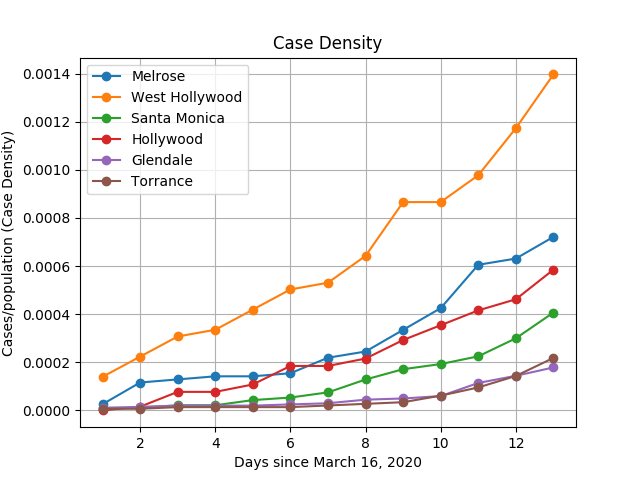 Case Density
Melrose
West Hollywood
Santa Monica
Hollywood
Glendale
Torrance
Cases/population (Case Density)
0.0014
0.0012
0.0010
0.0008
0.0006
0.0004
0.0002
0.0000
2 4 6 8 10 12
Days since March 16, 2020